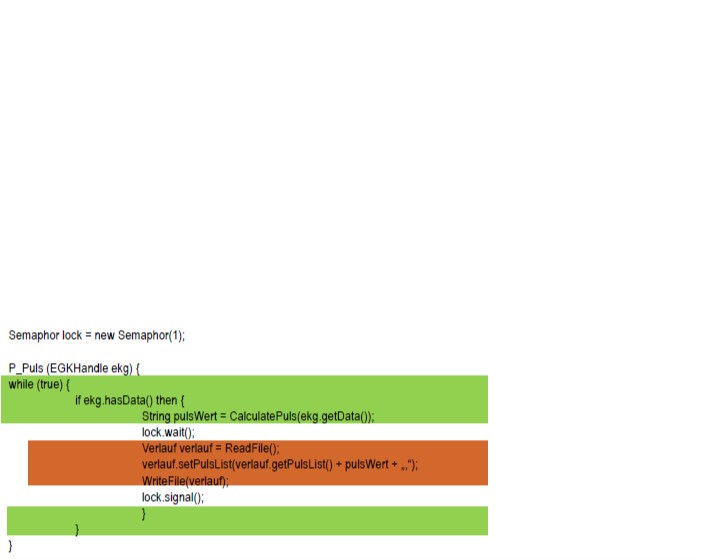 Semaphor lock = new Semaphor(1);
P_Puls (EGKHandle ekg) {
while (true) {
if ekg.hasData() then {
String pulsWert = CalculatePuls(ekg.getData());
lock.wait();
Verlauf verlauf = ReadFile();
verlauf.setPulsList(verlauf.getPulsList() + pulsWert + „,“);
WriteFile(verlauf);
lock.signal();
}
}
}